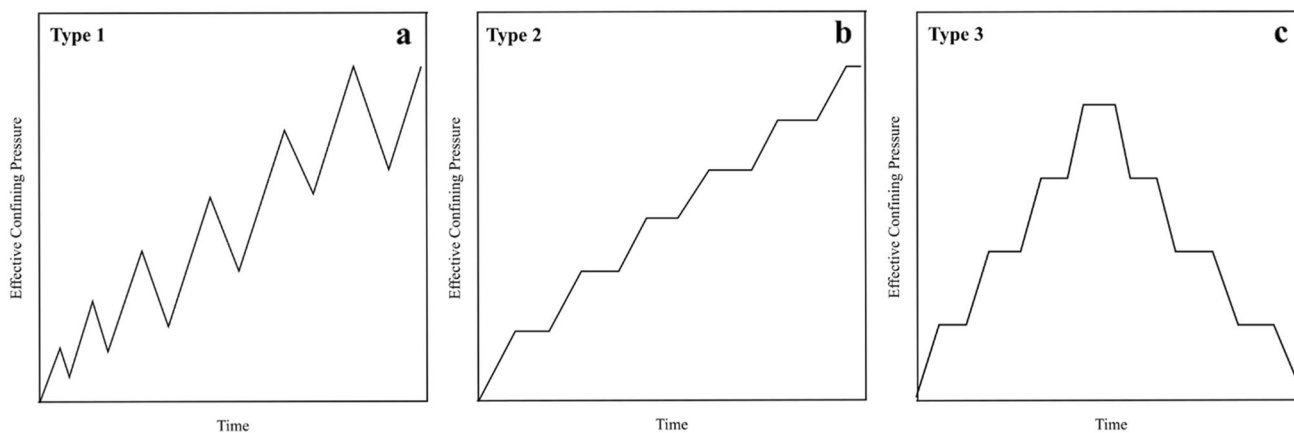 Type 1
a
Effective Confining Pressure
Time
Type 2
b
Effective Confining Pressure
Time
Type 3
c
Effective Confining Pressure
Time